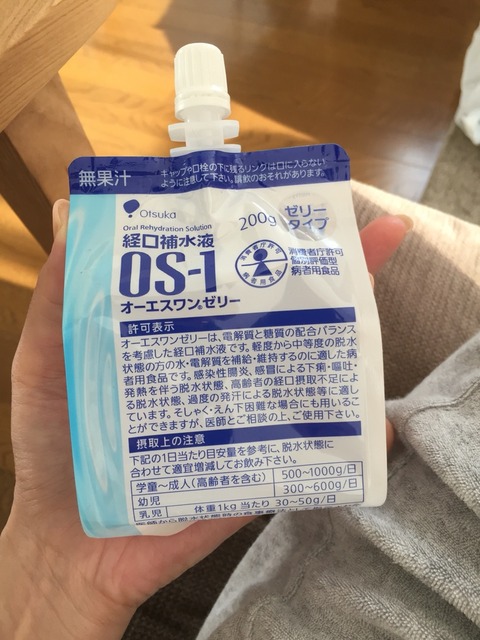 無果汁
キャップや口栓の下に残るリングは口に入らない
ように注意して下さい。誤飲のおそれがあります。
Otsuka
Oral Rehydration Solution
経口補水液
200g
ゼリー
タイプ
OS-1
オーエスワン®ゼリー
消費者庁許可
病者用食品
消費者庁許可
個別評価型
病者用食品
許可表示
オーエスワンゼリーは、電解質と糖質の配合バランス
を考慮した経口補水液です。軽度から中等度の脱水
状態の方の水・電解質を補給・維持するのに適した病
者用食品です。感染性腸炎、感冒による下痢・嘔吐・
発熱を伴う脱水状態、高齢者の経口摂取不足によ
る脱水状態、過度の発汗による脱水状態等に適し
ています。そしゃく・えん下困難な場合にも用いるこ
とができますが、医師とご相談の上、ご使用下さい。
摂取上の注意
下記の1日当たり目安量を参考に、脱水状態に
合わせて適宜増減してお飲み下さい。
学童～成人(高齢者を含む) 500~1000g/日
幼児 300~600g/日
乳児 体重1kg 当たり 30~50g/日